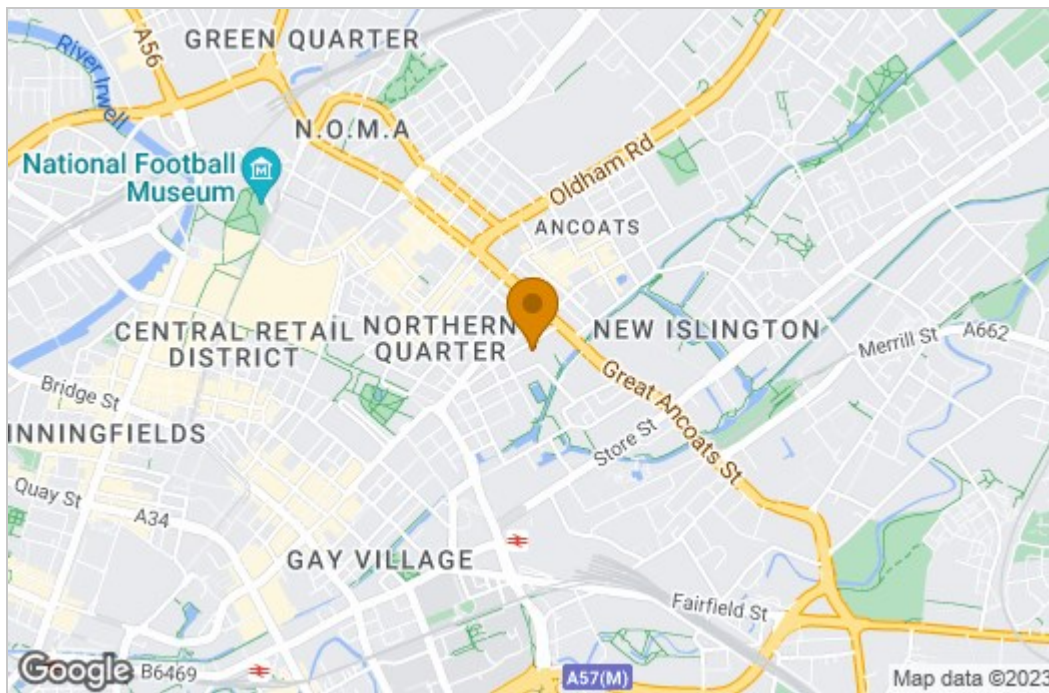 River Irwell
A56
GREEN QUARTER
N.O.M.A
National Football
Museum
Oldham Rd
ANCOATS
CENTRAL RETAIL
DISTRICT
NORTHERN
QUARTER
NEW ISLINGTON
Merrill St
A662
Bridge St
INNINGFIELDS
Great Ancoats St
Store St
Quay St
A34
GAY VILLAGE
Fairfield St
Google
B6469
A57(M)
Map data ©2023